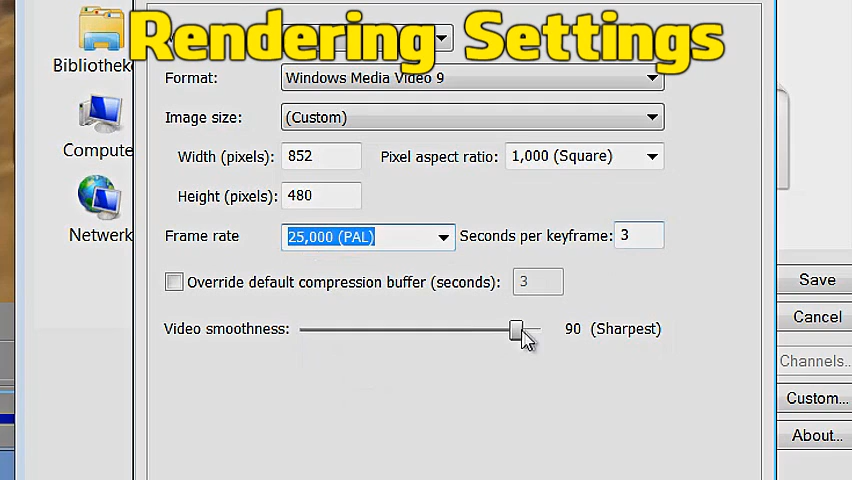 Rendering Settings
Bibliotheke
Format: Windows Media Video 9
Image size: (Custom)
Compute
Width (pixels): 852 Pixel aspect ratio: 1,000 (Square)
Height (pixels): 480
Network
Frame rate 25,000 (PAL) Seconds per keyframe: 3
Override default compression buffer (seconds): 3
Save
Cancel
Video smoothness: 90 (Sharpest)
Channels...
Custom...
About...